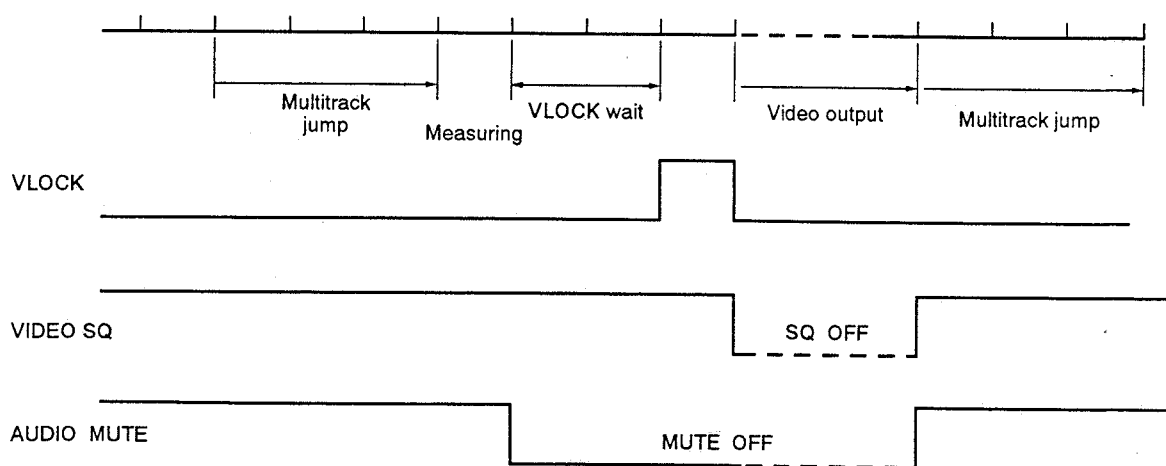 Multitrack
jump
Measuring
VLOCK wait
Video output
Multitrack jump
VLOCK
VIDEO SQ
SQ OFF
AUDIO MUTE
MUTE OFF